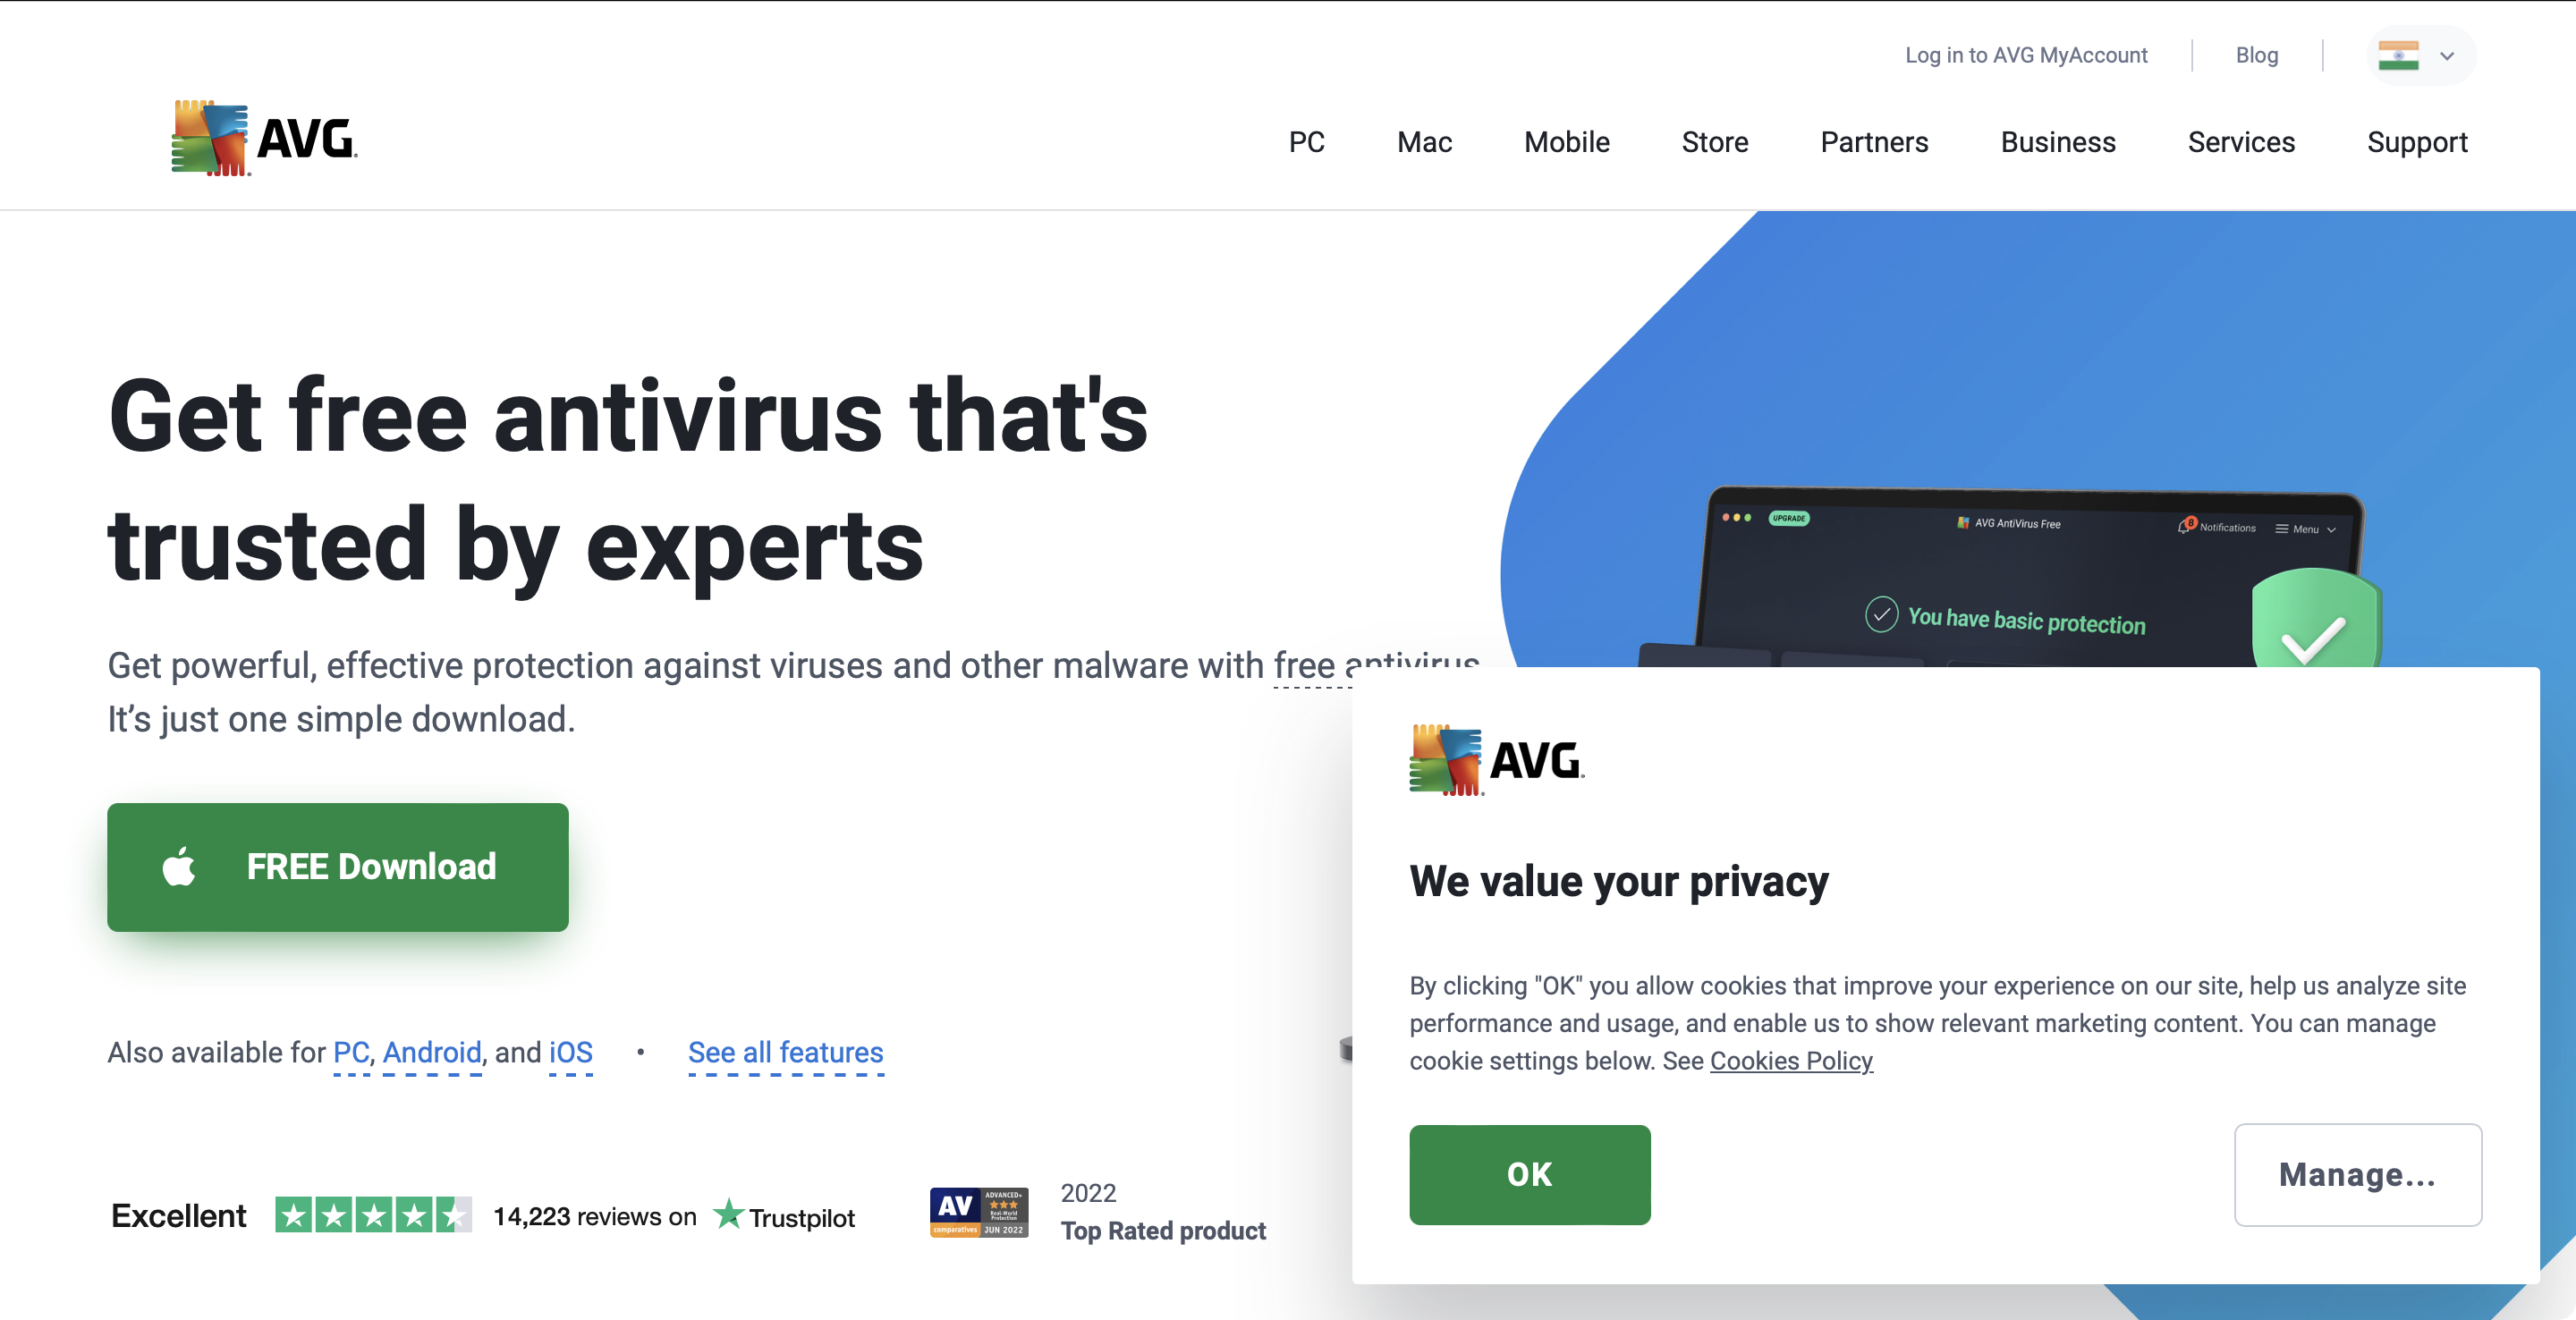 Log in to AVG MyAccount
Blog
AVG
PC
Mac
Mobile
Store
Partners
Business
Services
Support
Get free antivirus that's
trusted by experts
Get powerful, effective protection against viruses and other malware with free antivirus
It’s just one simple download.
FREE Download
Also available for PC, Android, and iOS • See all features
Excellent
14,223 reviews on
Trustpilot
AV
comparatives
ADVANCED+
Real-World
Protection
JUN 2022
2022
Top Rated product
UPGRADE
AVG AntiVirus Free
8
Notifications
Menu
You have basic protection
AVG
We value your privacy
By clicking "OK" you allow cookies that improve your experience on our site, help us analyze site
performance and usage, and enable us to show relevant marketing content. You can manage
cookie settings below. See Cookies Policy
OK
Manage...